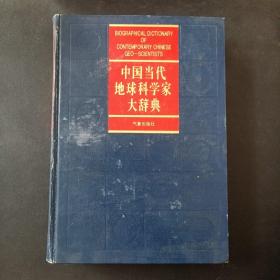 BIOGRAPHICAL DICTIONARY
OF
CONTEMPORARY CHINESE
GEO-SCIENTISTS
中国当代
地球科学家
大辞典
气象出版社